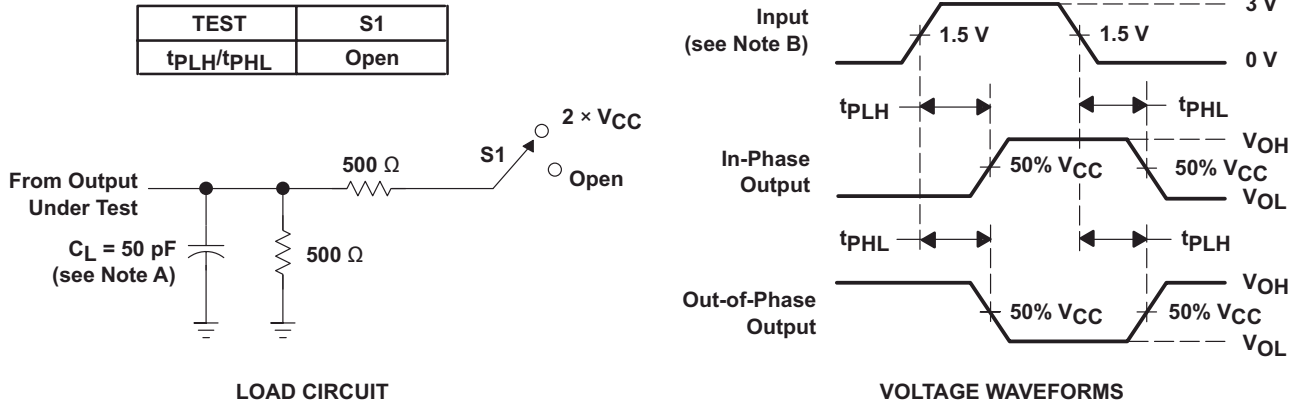 TEST S1
tPLH/tPHL Open
2 × VCC
S1
500 Ω
Open
From Output
Under Test
CL = 50 pF
(see Note A)
500 Ω
LOAD CIRCUIT
3 V
Input
(see Note B)
1.5 V 1.5 V
0 V
tPLH tPHL
VOH
In-Phase
Output
50% VCC 50% VCC
VOL
tPHL tPLH
VOH
Out-of-Phase
Output
50% VCC 50% VCC
VOL
VOLTAGE WAVEFORMS